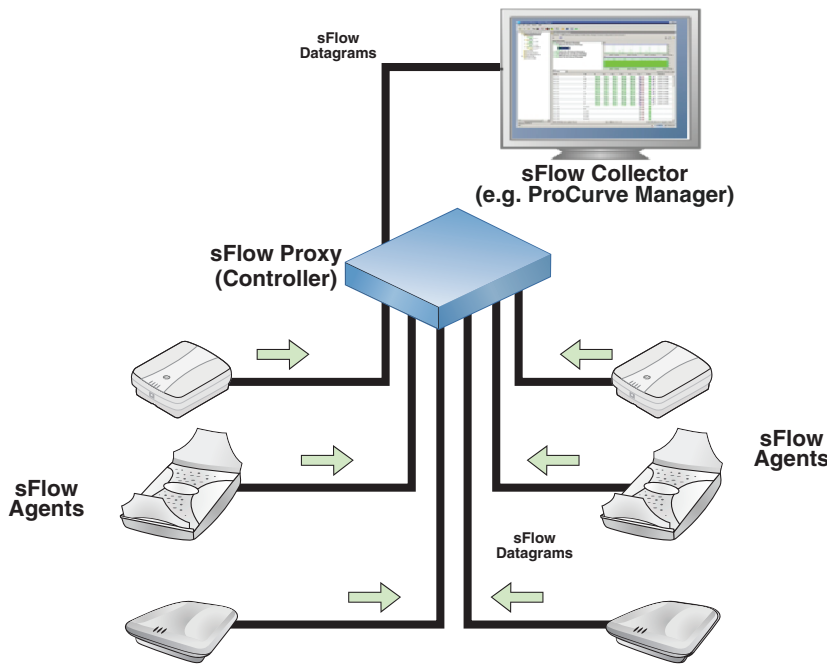 sFlow
Datagrams
sFlow Collector
(e.g. ProCurve Manager)
sFlow Proxy
(Controller)
sFlow
Agents
sFlow
Agents
sFlow
Datagrams